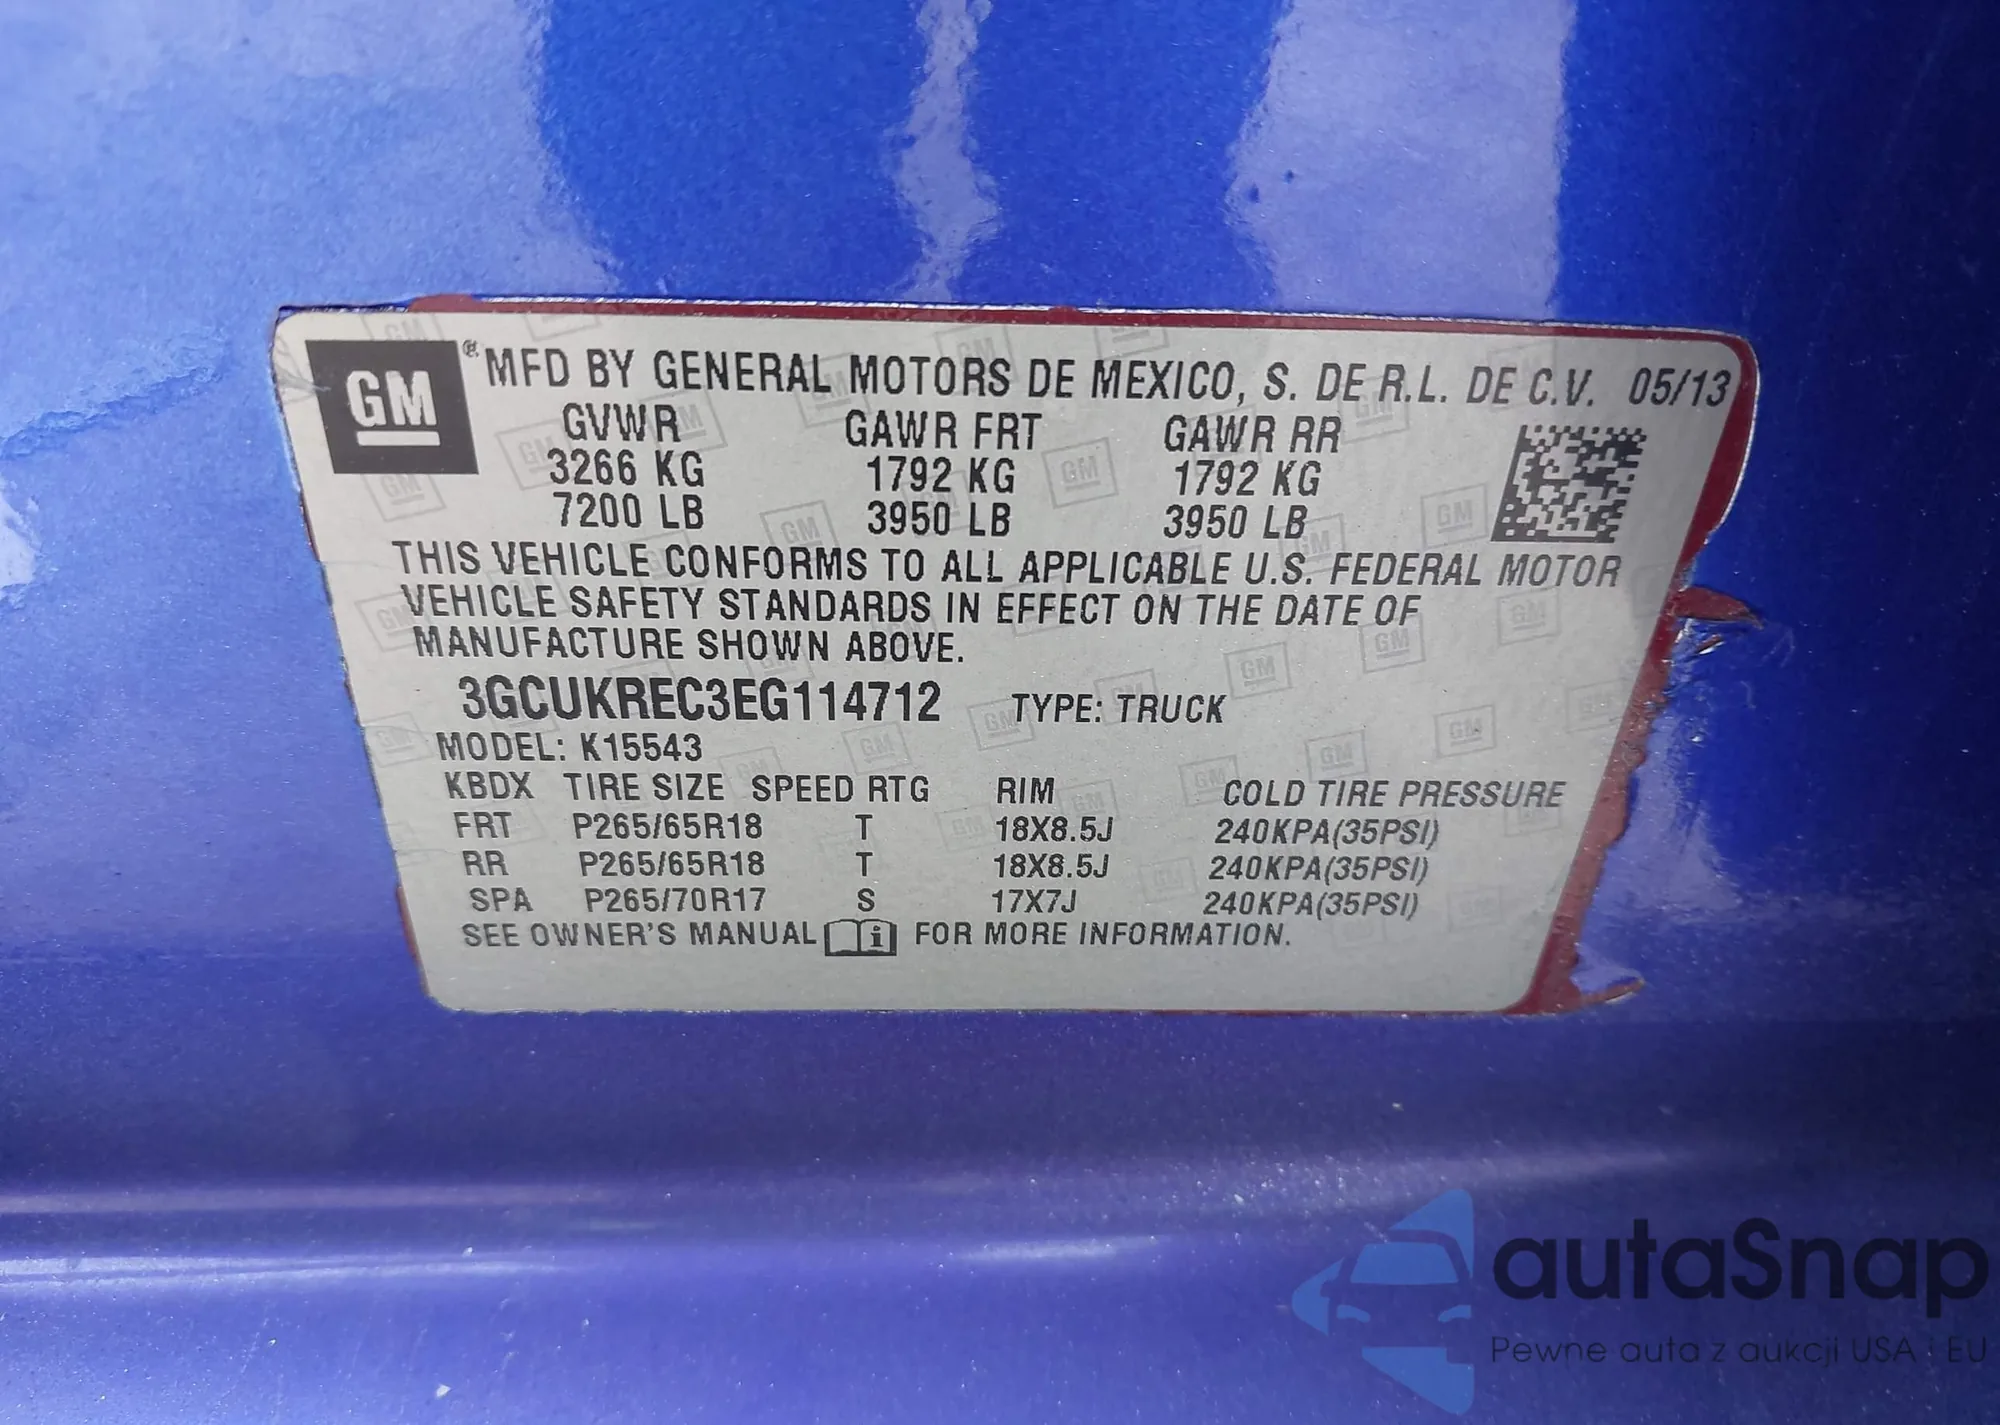 GM ® MFD BY GENERAL MOTORS DE MEXICO, S. DE R.L. DE C.V. 05/13
GVWR GAWR FRT GAWR RR
3266 KG 1792 KG 1792 KG
7200 LB 3950 LB 3950 LB
THIS VEHICLE CONFORMS TO ALL APPLICABLE U.S. FEDERAL MOTOR
VEHICLE SAFETY STANDARDS IN EFFECT ON THE DATE OF
MANUFACTURE SHOWN ABOVE.
3GCUKREC3EG114712 TYPE: TRUCK
MODEL: K15543
KBDX TIRE SIZE SPEED RTG RIM COLD TIRE PRESSURE
FRT P265/65R18 T 18X8.5J 240KPA(35PSI)
RR P265/65R18 T 18X8.5J 240KPA(35PSI)
SPA P265/70R17 S 17X7J 240KPA(35PSI)
SEE OWNER'S MANUAL i FOR MORE INFORMATION.
autaSnap
Pewne auta z aukcji USA i EU